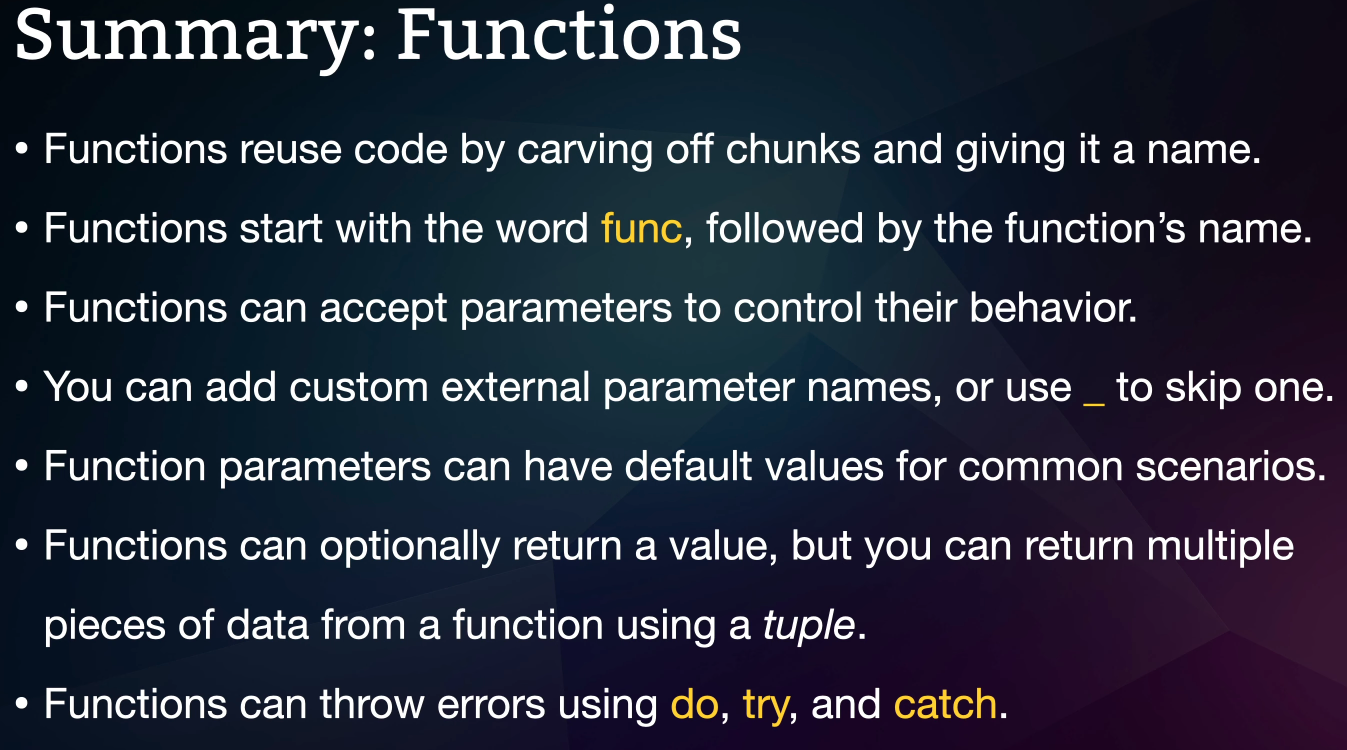 Summary: Functions
• Functions reuse code by carving off chunks and giving it a name.
• Functions start with the word func, followed by the function’s name.
• Functions can accept parameters to control their behavior.
• You can add custom external parameter names, or use _ to skip one.
• Function parameters can have default values for common scenarios.
• Functions can optionally return a value, but you can return multiple
pieces of data from a function using a tuple.
• Functions can throw errors using do, try, and catch.